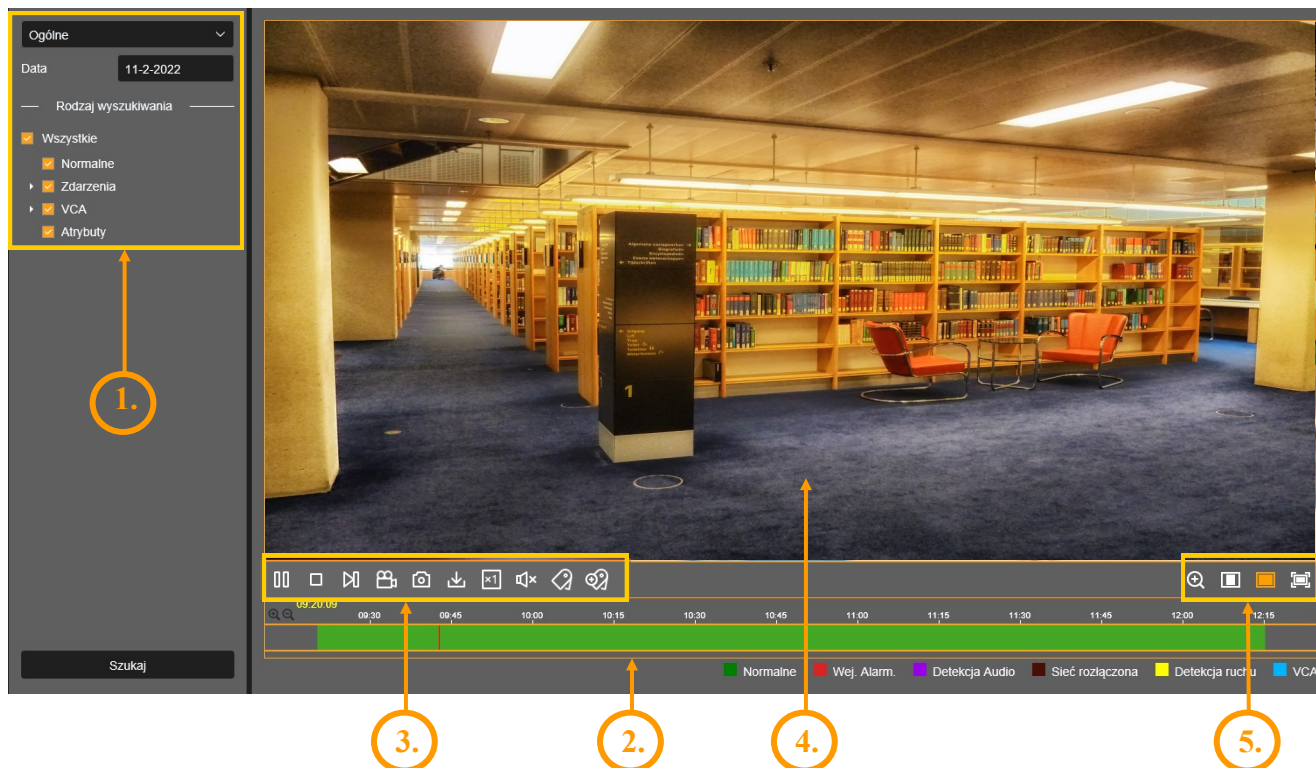 Ogólne
Data 11-2-2022
Rodzaj wyszukiwania
Wszystkie
Normalne
Zdarzenia
VCA
Atrybuty
1.
1
×1
09:20:09
09:30 09:45 10:00 10:15 10:30 10:45 11:00 11:15 11:30 11:45 12:00 12:15
Szukaj
Normalne Wej. Alarm. Detekcja Audio Sieć rozłączona Detekcja ruchu VCA
3. 2. 4. 5.